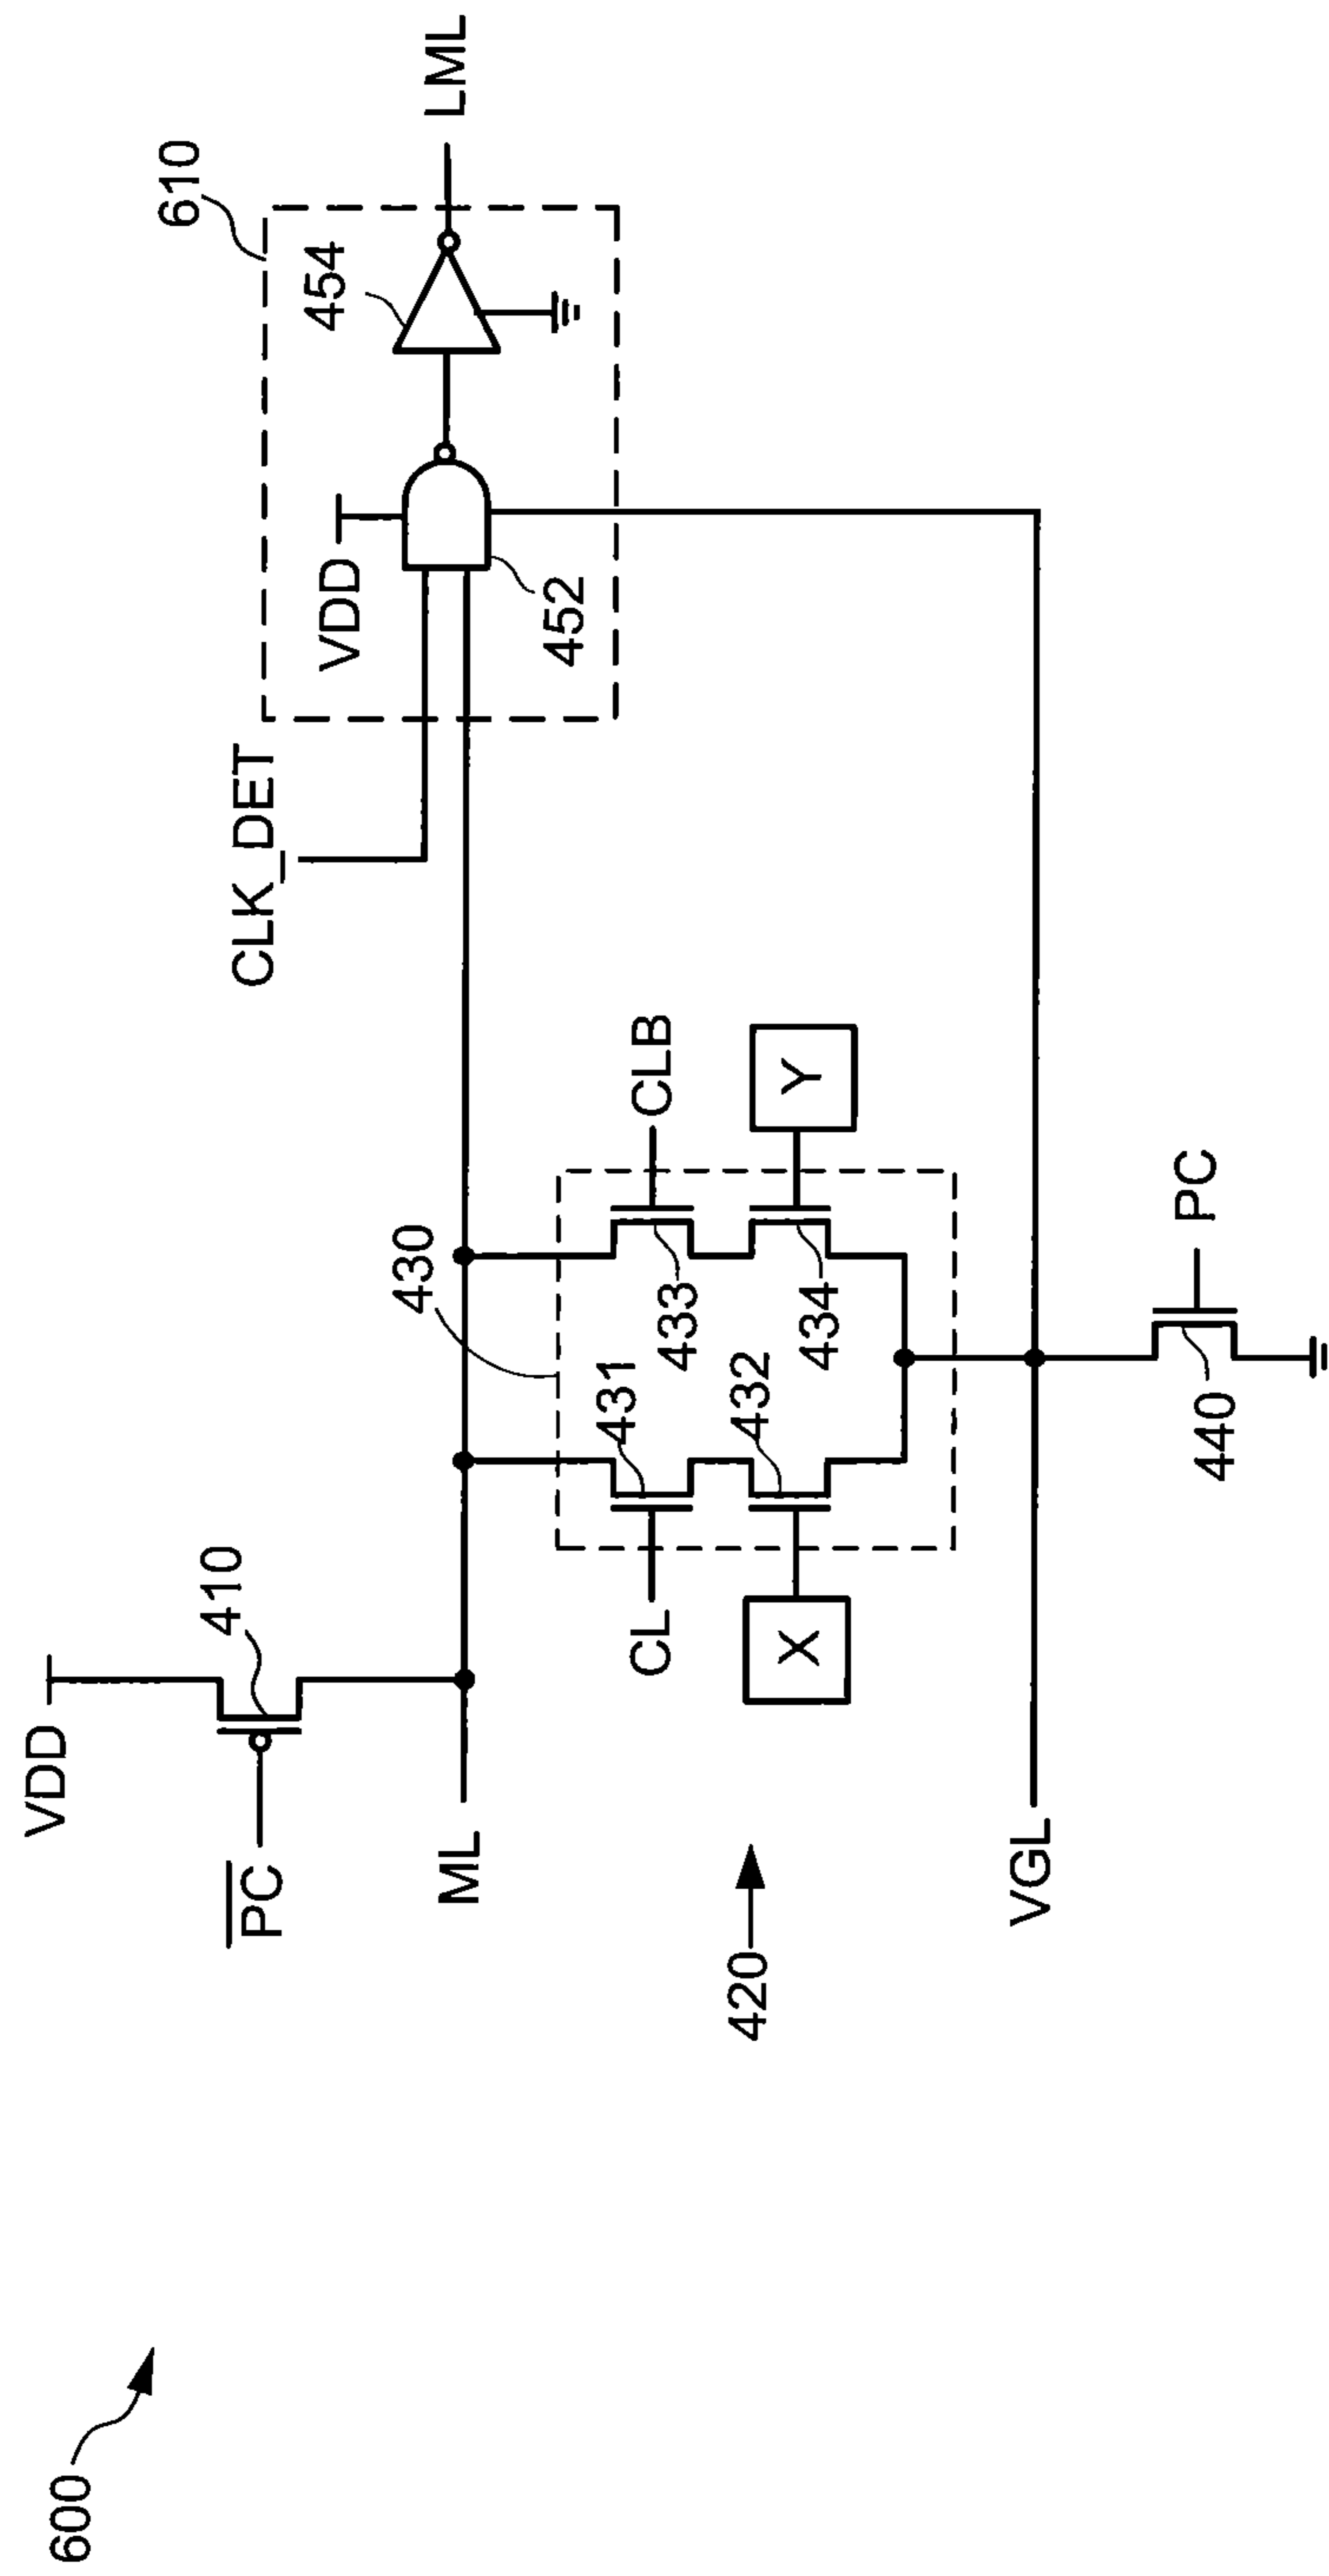 600
VDD
410
PC
ML
420
VGL
430
CL
431
X
432
CLB
433
Y
434
440
PC
CLK_DET
VDD
452
454
610
LML